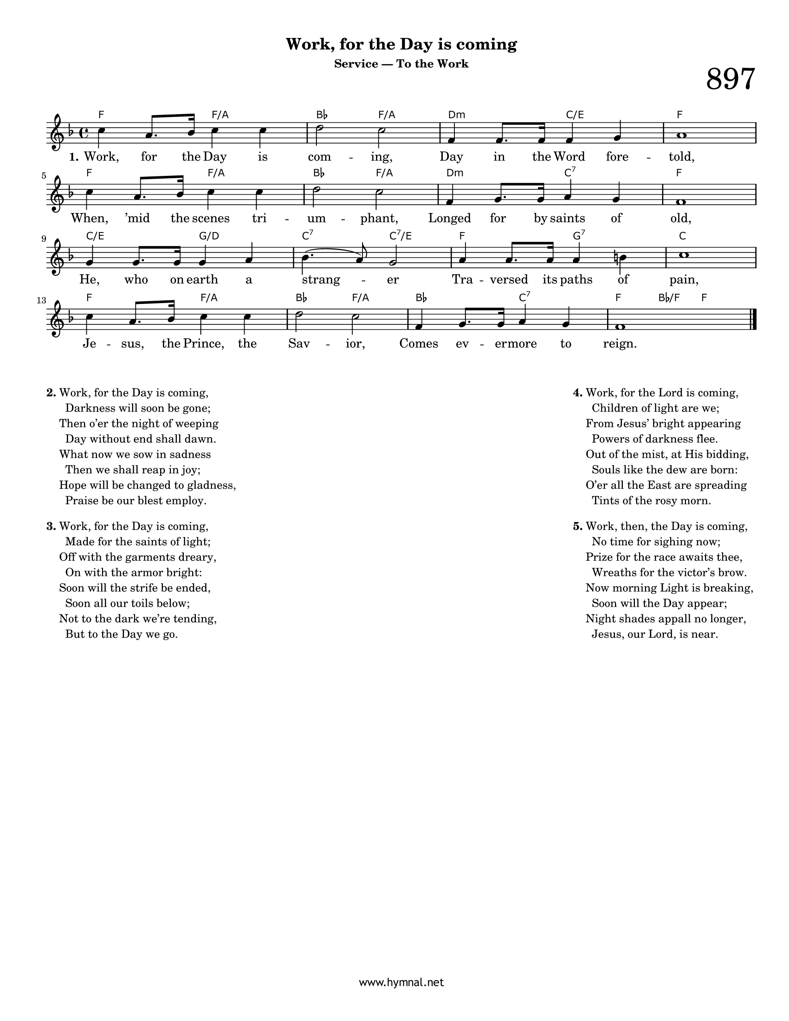 Work, for the Day is coming
Service — To the Work
897
F F/A B♭ F/A Dm C/E F
1. Work, for the Day is com - ing, Day in the Word fore - told,
5
F F/A B♭ F/A Dm C7 F
When, ’mid the scenes tri - um - phant, Longed for by saints of old,
9
C/E G/D C7 C7/E F G7 C
He, who on earth a strang - er Tra - versed its paths of pain,
13
F F/A B♭ F/A B♭ C7 F B♭/F F
Je - sus, the Prince, the Sav - ior, Comes ev - ermore to reign.
2. Work, for the Day is coming,
Darkness will soon be gone;
Then o’er the night of weeping
Day without end shall dawn.
What now we sow in sadness
Then we shall reap in joy;
Hope will be changed to gladness,
Praise be our blest employ.
3. Work, for the Day is coming,
Made for the saints of light;
Off with the garments dreary,
On with the armor bright:
Soon will the strife be ended,
Soon all our toils below;
Not to the dark we’re tending,
But to the Day we go.
4. Work, for the Lord is coming,
Children of light are we;
From Jesus’ bright appearing
Powers of darkness flee.
Out of the mist, at His bidding,
Souls like the dew are born:
O’er all the East are spreading
Tints of the rosy morn.
5. Work, then, the Day is coming,
No time for sighing now;
Prize for the race awaits thee,
Wreaths for the victor’s brow.
Now morning Light is breaking,
Soon will the Day appear;
Night shades appall no longer,
Jesus, our Lord, is near.
www.hymnal.net